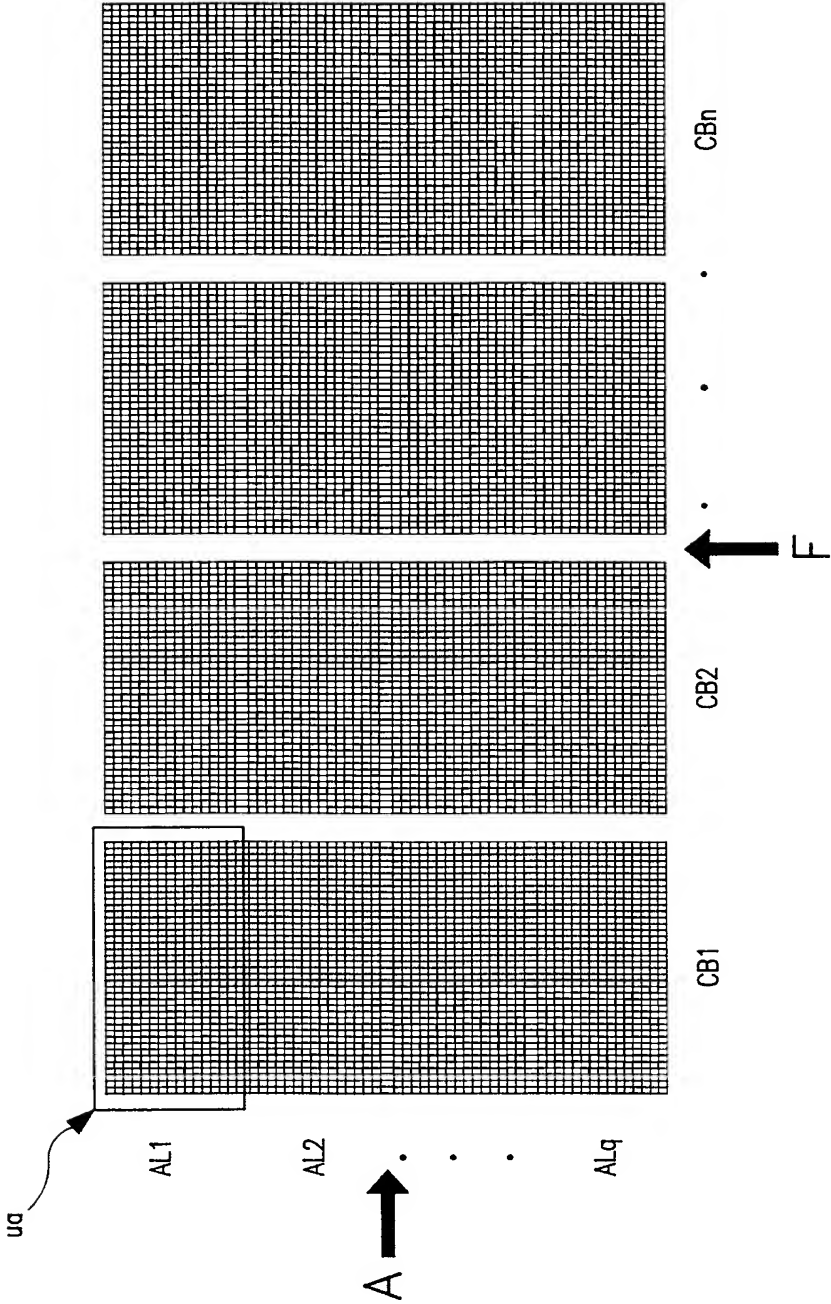 ua
AL1
AL2
A
.
.
.
ALq
CB1 CB2 . . . CBn
F